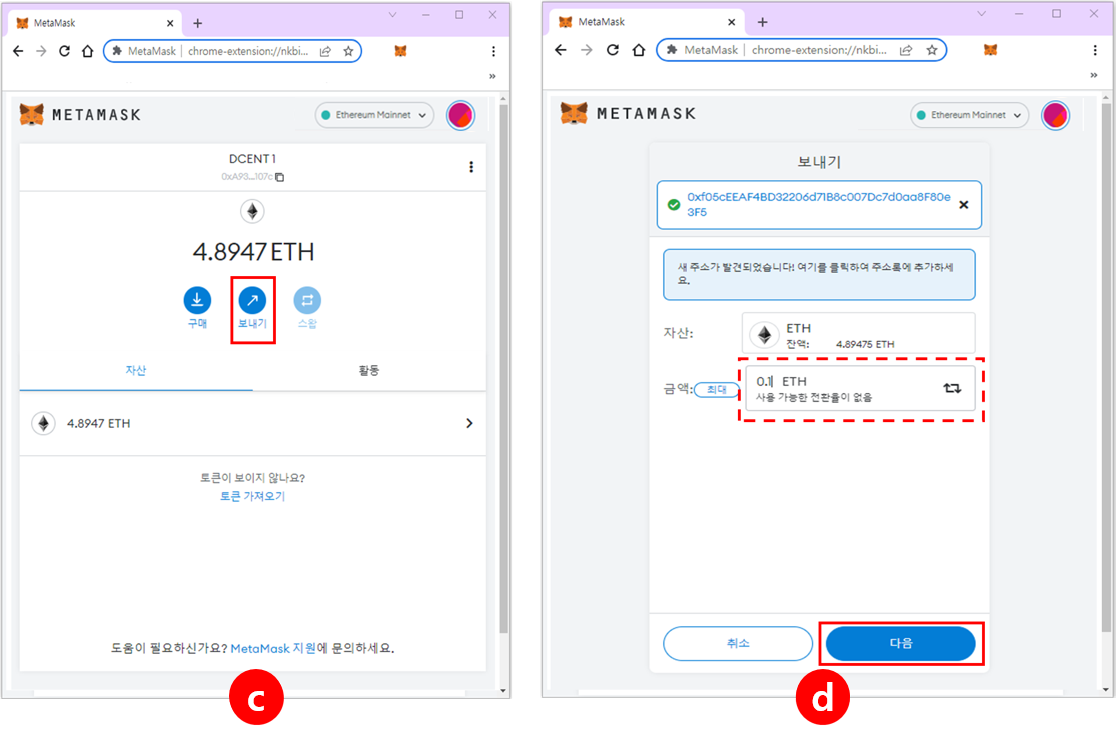 MetaMask
MetaMask | chrome-extension://nkbi...
METAMASK
Ethereum Mainnet
DCENT 1
0xA93...107c
4.8947 ETH
구매
보내기
스왑
자산
활동
4.8947 ETH
토큰이 보이지 않나요?
토큰 가져오기
도움이 필요하신가요? MetaMask 지원에 문의하세요.
c
MetaMask
MetaMask | chrome-extension://nkbi...
METAMASK
Ethereum Mainnet
보내기
0xf05cEEAF4BD32206d71B8c007Dc7d0aa8F80e
3F5
새 주소가 발견되었습니다! 여기를 클릭하여 주소록에 추가하세
요.
자산:
ETH
잔액: 4.89475 ETH
금액:
최대
0.1 ETH
사용 가능한 전환율이 없음
취소
다음
d